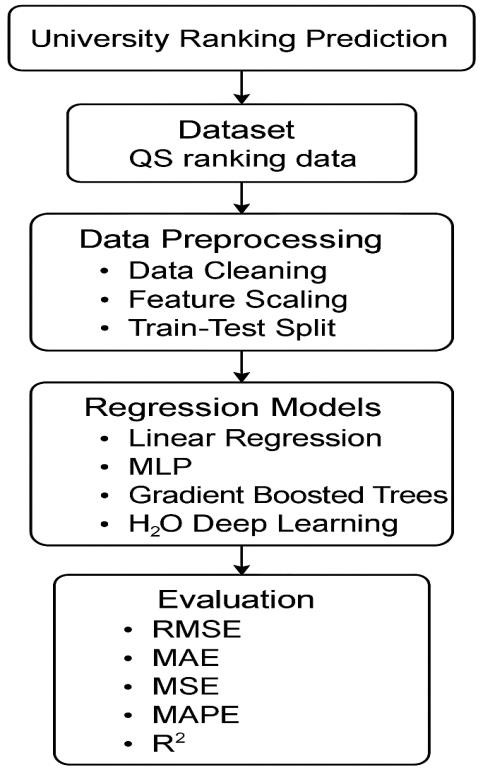 University Ranking Prediction
Dataset
QS ranking data
Data Preprocessing
• Data Cleaning
• Feature Scaling
• Train-Test Split
Regression Models
• Linear Regression
• MLP
• Gradient Boosted Trees
• H₂O Deep Learning
Evaluation
• RMSE
• MAE
• MSE
• MAPE
• R²